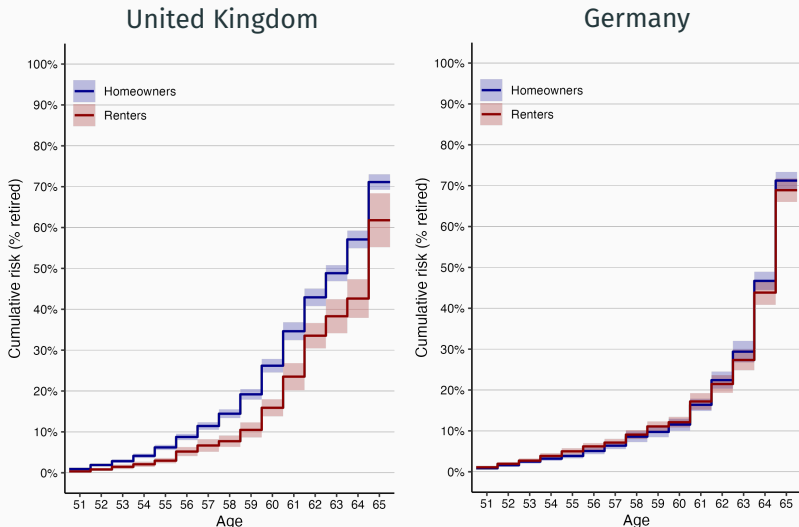 United Kingdom
Cumulative risk (% retired)
100%
90%
80%
70%
60%
50%
40%
30%
20%
10%
0%
Homeowners
Renters
51 52 53 54 55 56 57 58 59 60 61 62 63 64 65
Age
Germany
Cumulative risk (% retired)
100%
90%
80%
70%
60%
50%
40%
30%
20%
10%
0%
Homeowners
Renters
51 52 53 54 55 56 57 58 59 60 61 62 63 64 65
Age